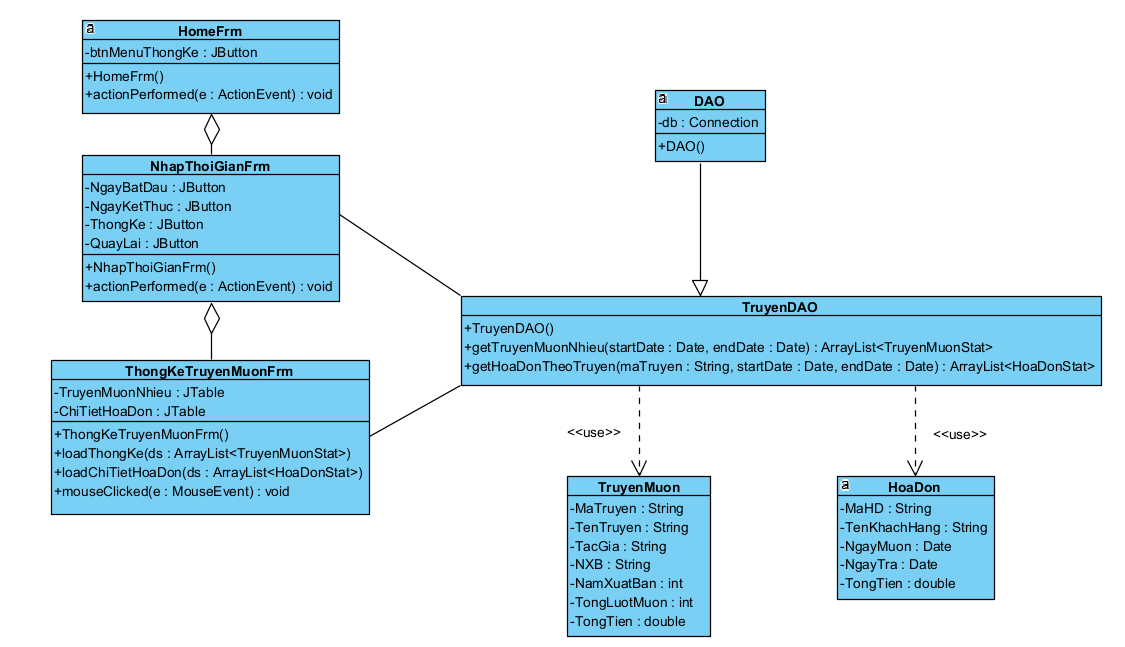 a
HomeFrm
-btnMenuThongKe : JButton
+HomeFrm()
+actionPerformed(e : ActionEvent) : void
NhapThoiGianFrm
-NgayBatDau : JButton
-NgayKetThuc : JButton
-ThongKe : JButton
-QuayLai : JButton
+NhapThoiGianFrm()
+actionPerformed(e : ActionEvent) : void
ThongKeTruyenMuonFrm
-TruyenMuonNhieu : JTable
-ChiTietHoaDon : JTable
+ThongKeTruyenMuonFrm()
+loadThongKe(ds : ArrayList<TruyenMuonStat>)
+loadChiTietHoaDon(ds : ArrayList<HoaDonStat>)
+mouseClicked(e : MouseEvent) : void
a
DAO
-db : Connection
+DAO()
TruyenDAO
+TruyenDAO()
+getTruyenMuonNhieu(startDate : Date, endDate : Date) : ArrayList<TruyenMuonStat>
+getHoaDonTheoTruyen(maTruyen : String, startDate : Date, endDate : Date) : ArrayList<HoaDonStat>
<<use>>
<<use>>
TruyenMuon
-MaTruyen : String
-TenTruyen : String
-TacGia : String
-NXB : String
-NamXuatBan : int
-TongLuotMuon : int
-TongTien : double
a
HoaDon
-MaHD : String
-TenKhachHang : String
-NgayMuon : Date
-NgayTra : Date
-TongTien : double